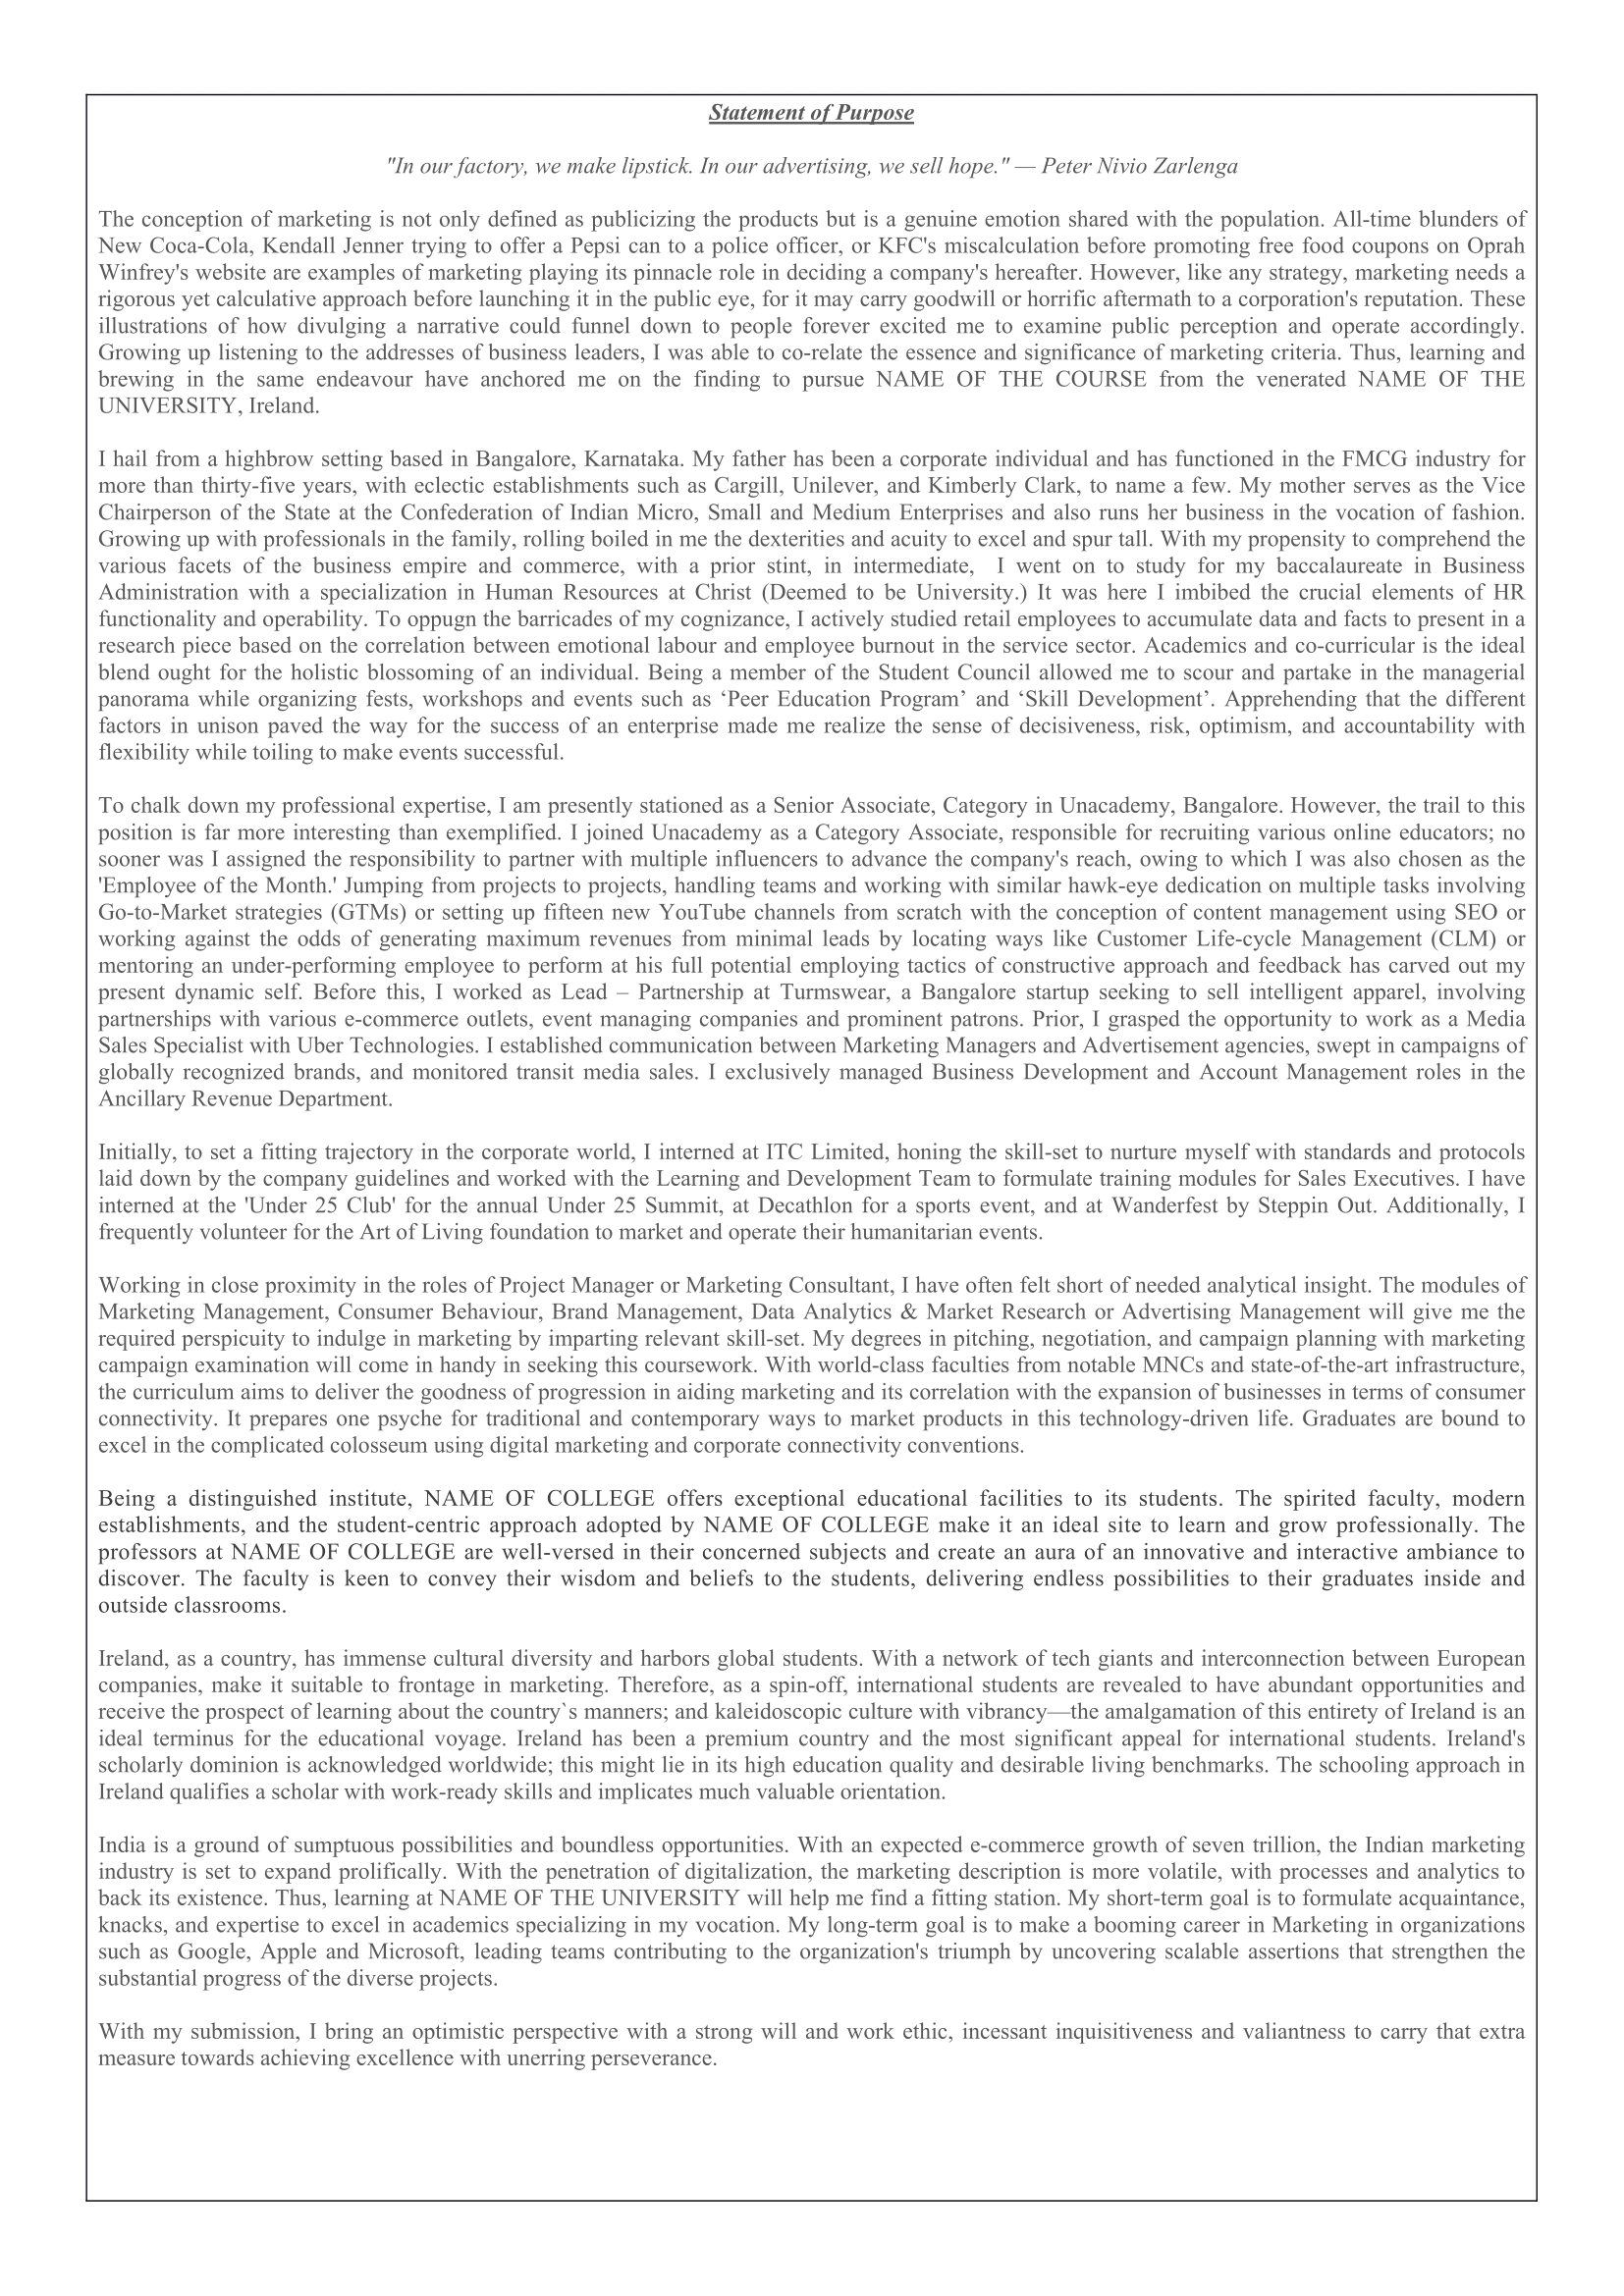 Statement of Purpose
"In our factory, we make lipstick. In our advertising, we sell hope." — Peter Nivio Zarlenga
The conception of marketing is not only defined as publicizing the products but is a genuine emotion shared with the population. All-time blunders of
New Coca-Cola, Kendall Jenner trying to offer a Pepsi can to a police officer, or KFC's miscalculation before promoting free food coupons on Oprah
Winfrey's website are examples of marketing playing its pinnacle role in deciding a company's hereafter. However, like any strategy, marketing needs a
rigorous yet calculative approach before launching it in the public eye, for it may carry goodwill or horrific aftermath to a corporation's reputation. These
illustrations of how divulging a narrative could funnel down to people forever excited me to examine public perception and operate accordingly.
Growing up listening to the addresses of business leaders, I was able to co-relate the essence and significance of marketing criteria. Thus, learning and
brewing in the same endeavour have anchored me on the finding to pursue NAME OF THE COURSE from the venerated NAME OF THE
UNIVERSITY, Ireland.
I hail from a highbrow setting based in Bangalore, Karnataka. My father has been a corporate individual and has functioned in the FMCG industry for
more than thirty-five years, with eclectic establishments such as Cargill, Unilever, and Kimberly Clark, to name a few. My mother serves as the Vice
Chairperson of the State at the Confederation of Indian Micro, Small and Medium Enterprises and also runs her business in the vocation of fashion.
Growing up with professionals in the family, rolling boiled in me the dexterities and acuity to excel and spur tall. With my propensity to comprehend the
various facets of the business empire and commerce, with a prior stint, in intermediate, I went on to study for my baccalaureate in Business
Administration with a specialization in Human Resources at Christ (Deemed to be University.) It was here I imbibed the crucial elements of HR
functionality and operability. To oppugn the barricades of my cognizance, I actively studied retail employees to accumulate data and facts to present in a
research piece based on the correlation between emotional labour and employee burnout in the service sector. Academics and co-curricular is the ideal
blend ought for the holistic blossoming of an individual. Being a member of the Student Council allowed me to scour and partake in the managerial
panorama while organizing fests, workshops and events such as ‘Peer Education Program’ and ‘Skill Development’. Apprehending that the different
factors in unison paved the way for the success of an enterprise made me realize the sense of decisiveness, risk, optimism, and accountability with
flexibility while toiling to make events successful.
To chalk down my professional expertise, I am presently stationed as a Senior Associate, Category in Unacademy, Bangalore. However, the trail to this
position is far more interesting than exemplified. I joined Unacademy as a Category Associate, responsible for recruiting various online educators; no
sooner was I assigned the responsibility to partner with multiple influencers to advance the company's reach, owing to which I was also chosen as the
'Employee of the Month.' Jumping from projects to projects, handling teams and working with similar hawk-eye dedication on multiple tasks involving
Go-to-Market strategies (GTMs) or setting up fifteen new YouTube channels from scratch with the conception of content management using SEO or
working against the odds of generating maximum revenues from minimal leads by locating ways like Customer Life-cycle Management (CLM) or
mentoring an under-performing employee to perform at his full potential employing tactics of constructive approach and feedback has carved out my
present dynamic self. Before this, I worked as Lead – Partnership at Turmswear, a Bangalore startup seeking to sell intelligent apparel, involving
partnerships with various e-commerce outlets, event managing companies and prominent patrons. Prior, I grasped the opportunity to work as a Media
Sales Specialist with Uber Technologies. I established communication between Marketing Managers and Advertisement agencies, swept in campaigns of
globally recognized brands, and monitored transit media sales. I exclusively managed Business Development and Account Management roles in the
Ancillary Revenue Department.
Initially, to set a fitting trajectory in the corporate world, I interned at ITC Limited, honing the skill-set to nurture myself with standards and protocols
laid down by the company guidelines and worked with the Learning and Development Team to formulate training modules for Sales Executives. I have
interned at the 'Under 25 Club' for the annual Under 25 Summit, at Decathlon for a sports event, and at Wanderfest by Steppin Out. Additionally, I
frequently volunteer for the Art of Living foundation to market and operate their humanitarian events.
Working in close proximity in the roles of Project Manager or Marketing Consultant, I have often felt short of needed analytical insight. The modules of
Marketing Management, Consumer Behaviour, Brand Management, Data Analytics & Market Research or Advertising Management will give me the
required perspicuity to indulge in marketing by imparting relevant skill-set. My degrees in pitching, negotiation, and campaign planning with marketing
campaign examination will come in handy in seeking this coursework. With world-class faculties from notable MNCs and state-of-the-art infrastructure,
the curriculum aims to deliver the goodness of progression in aiding marketing and its correlation with the expansion of businesses in terms of consumer
connectivity. It prepares one psyche for traditional and contemporary ways to market products in this technology-driven life. Graduates are bound to
excel in the complicated colosseum using digital marketing and corporate connectivity conventions.
Being a distinguished institute, NAME OF COLLEGE offers exceptional educational facilities to its students. The spirited faculty, modern
establishments, and the student-centric approach adopted by NAME OF COLLEGE make it an ideal site to learn and grow professionally. The
professors at NAME OF COLLEGE are well-versed in their concerned subjects and create an aura of an innovative and interactive ambiance to
discover. The faculty is keen to convey their wisdom and beliefs to the students, delivering endless possibilities to their graduates inside and
outside classrooms.
Ireland, as a country, has immense cultural diversity and harbors global students. With a network of tech giants and interconnection between European
companies, make it suitable to frontage in marketing. Therefore, as a spin-off, international students are revealed to have abundant opportunities and
receive the prospect of learning about the country`s manners; and kaleidoscopic culture with vibrancy—the amalgamation of this entirety of Ireland is an
ideal terminus for the educational voyage. Ireland has been a premium country and the most significant appeal for international students. Ireland's
scholarly dominion is acknowledged worldwide; this might lie in its high education quality and desirable living benchmarks. The schooling approach in
Ireland qualifies a scholar with work-ready skills and implicates much valuable orientation.
India is a ground of sumptuous possibilities and boundless opportunities. With an expected e-commerce growth of seven trillion, the Indian marketing
industry is set to expand prolifically. With the penetration of digitalization, the marketing description is more volatile, with processes and analytics to
back its existence. Thus, learning at NAME OF THE UNIVERSITY will help me find a fitting station. My short-term goal is to formulate acquaintance,
knacks, and expertise to excel in academics specializing in my vocation. My long-term goal is to make a booming career in Marketing in organizations
such as Google, Apple and Microsoft, leading teams contributing to the organization's triumph by uncovering scalable assertions that strengthen the
substantial progress of the diverse projects.
With my submission, I bring an optimistic perspective with a strong will and work ethic, incessant inquisitiveness and valiantness to carry that extra
measure towards achieving excellence with unerring perseverance.